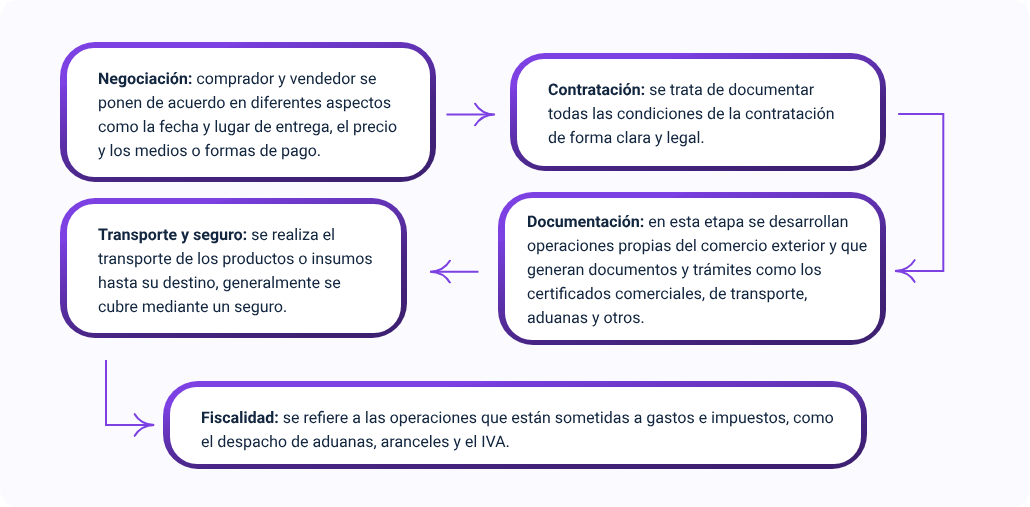 Negociación: comprador y vendedor se
ponen de acuerdo en diferentes aspectos
como la fecha y lugar de entrega, el precio
y los medios o formas de pago.
Contratación: se trata de documentar
todas las condiciones de la contratación
de forma clara y legal.
Documentación: en esta etapa se desarrollan
operaciones propias del comercio exterior y que
generan documentos y trámites como los
certificados comerciales, de transporte,
aduanas y otros.
Transporte y seguro: se realiza el
transporte de los productos o insumos
hasta su destino, generalmente se
cubre mediante un seguro.
Fiscalidad: se refiere a las operaciones que están sometidas a gastos e impuestos, como
el despacho de aduanas, aranceles y el IVA.